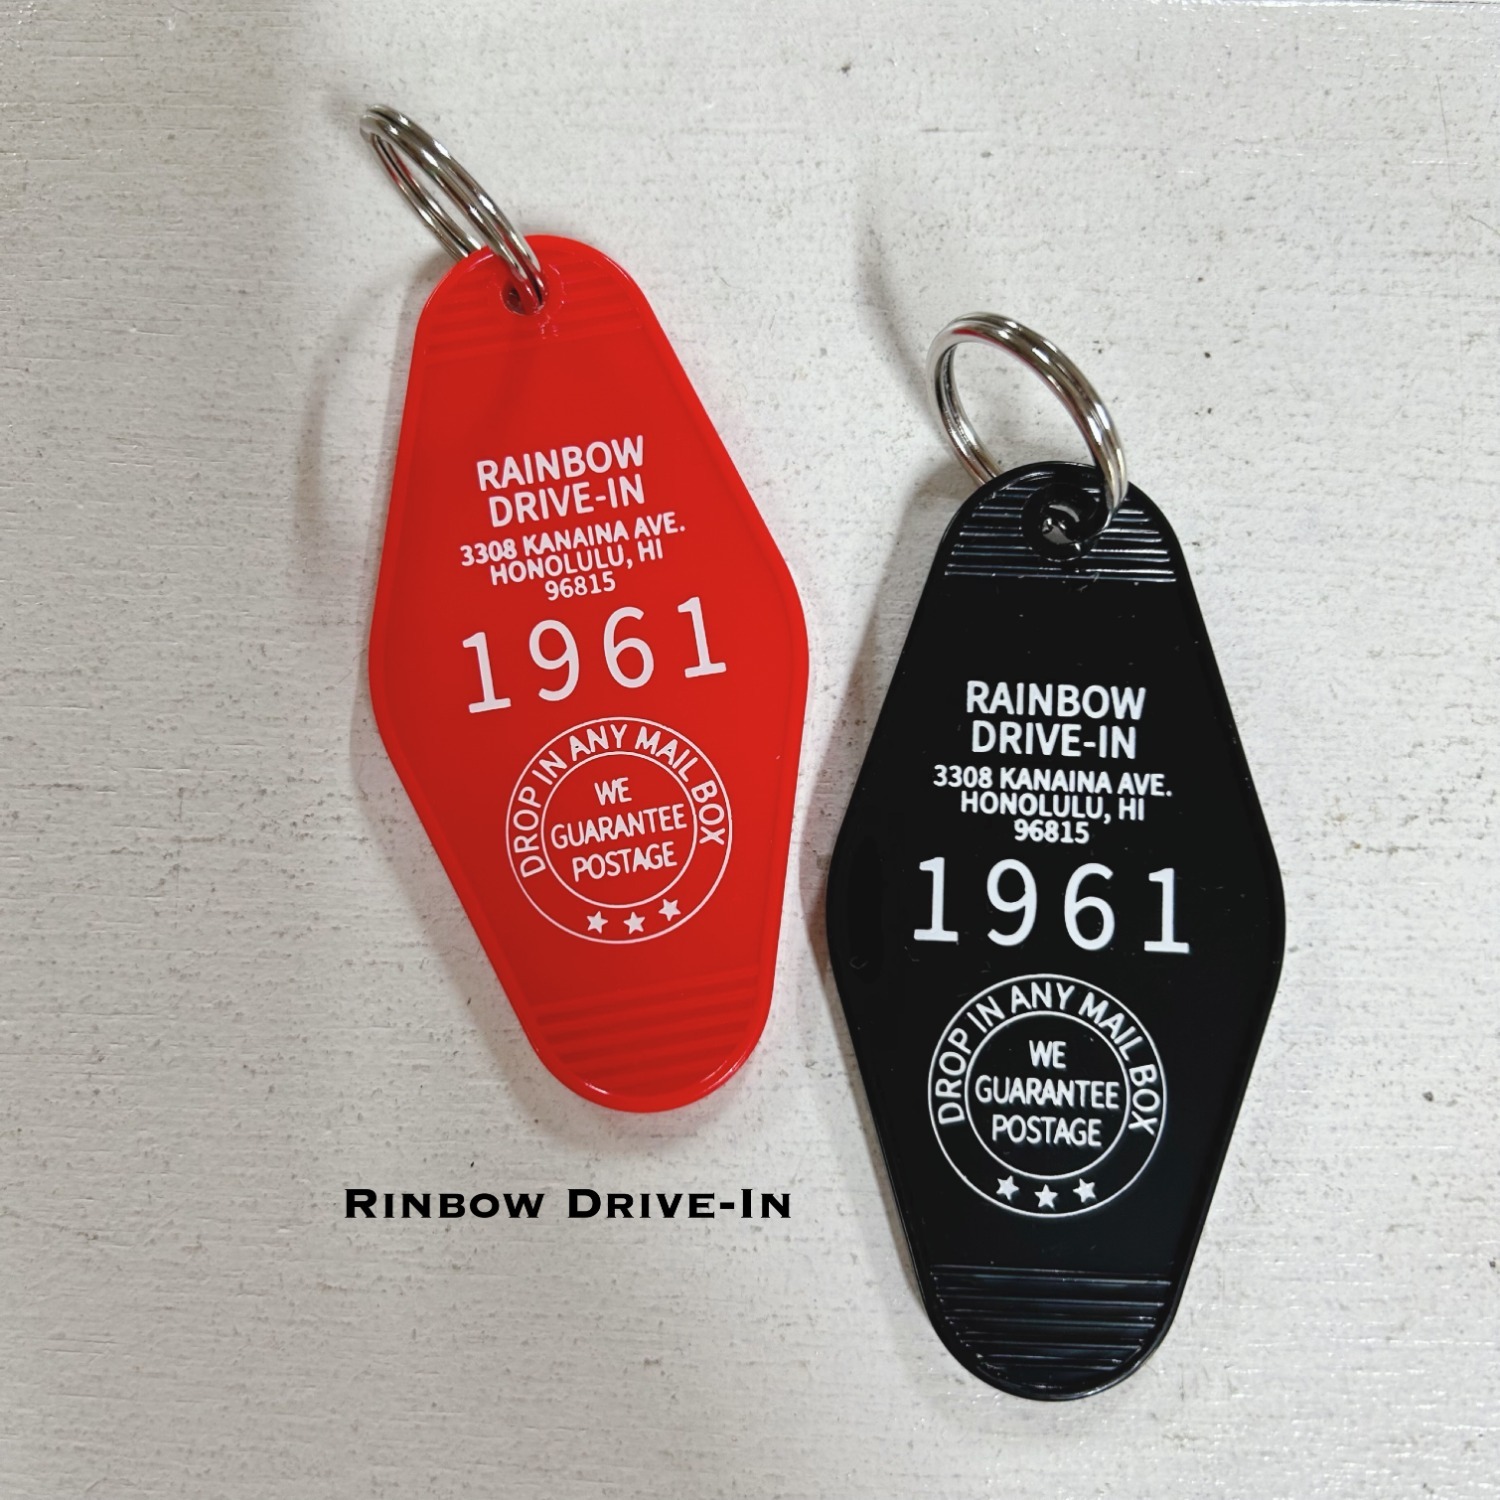 RAINBOW
DRIVE-IN
3308 KANAINA AVE.
HONOLULU, HI
96815
1961
DROP IN ANY MAIL BOX
WE
GUARANTEE
POSTAGE
RAINBOW
DRIVE-IN
3308 KANAINA AVE.
HONOLULU, HI
96815
1961
DROP IN ANY MAIL BOX
WE
GUARANTEE
POSTAGE
RINBOW DRIVE-IN